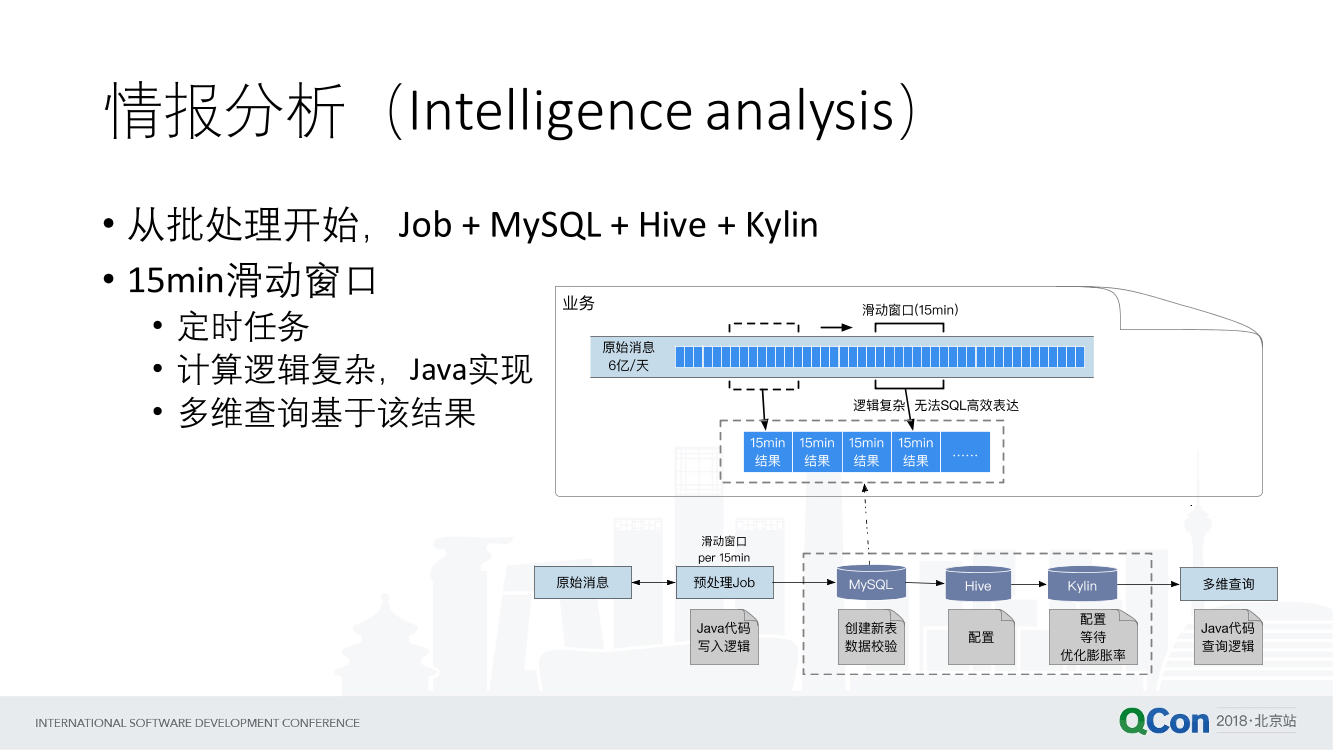 情报分析（Intelligence analysis）
• 从批处理开始，Job + MySQL + Hive + Kylin
• 15min滑动窗口
• 定时任务
• 计算逻辑复杂，Java实现
• 多维查询基于该结果
业务
滑动窗口(15min)
原始消息
6亿/天
逻辑复杂，无法SQL高效表达
15min
结果
15min
结果
15min
结果
15min
结果
……
滑动窗口
per 15min
原始消息
预处理Job
MySQL
Hive
Kylin
多维查询
Java代码
写入逻辑
创建新表
数据校验
配置
配置
等待
优化膨胀率
Java代码
查询逻辑
INTERNATIONAL SOFTWARE DEVELOPMENT CONFERENCE
QCon 2018·北京站